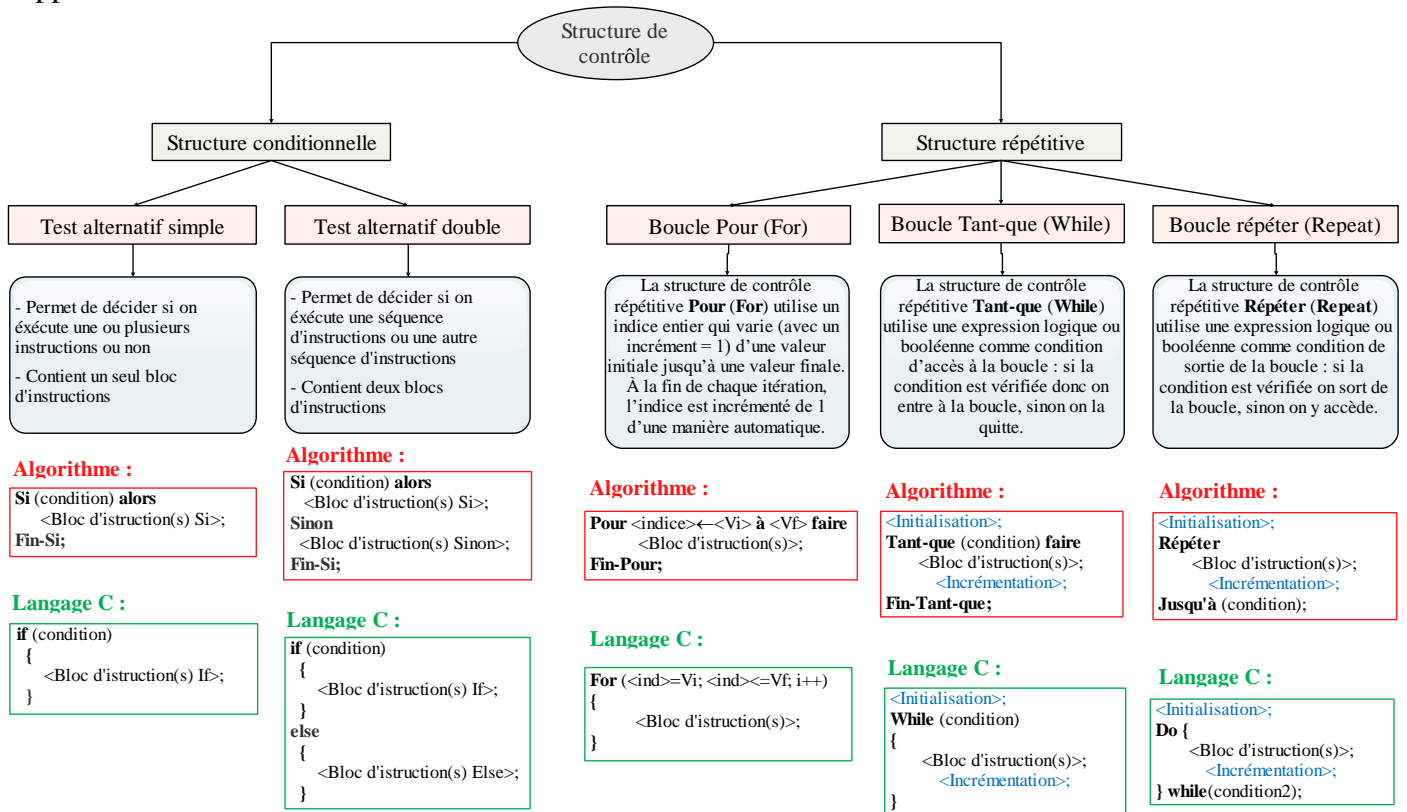 Structure de
contrôle
Structure conditionnelle
Structure répétitive
Test alternatif simple
Test alternatif double
Boucle Pour (For)
Boucle Tant-que (While)
Boucle répéter (Repeat)
- Permet de décider si on
éxécute une ou plusieurs
instructions ou non
- Contient un seul bloc
d'instructions
- Permet de décider si on
éxécute une séquence
d'instructions ou une autre
séquence d'instructions
- Contient deux blocs
d'instructions
La structure de contrôle
répétitive Pour (For) utilise un
indice entier qui varie (avec un
incrément = 1) d’une valeur
initiale jusqu’à une valeur finale.
À la fin de chaque itération,
l’indice est incrémenté de 1
d’une manière automatique.
La structure de contrôle
répétitive Tant-que (While)
utilise une expression logique ou
booléenne comme condition
d’accès à la boucle : si la
condition est vérifiée donc on
entre à la boucle, sinon on la
quitte.
La structure de contrôle
répétitive Répéter (Repeat)
utilise une expression logique ou
booléenne comme condition de
sortie de la boucle : si la
condition est vérifiée on sort de
la boucle, sinon on y accède.
Algorithme :
Si (condition) alors
<Bloc d'istruction(s) Si>;
Fin-Si;
Langage C :
if (condition)
{
<Bloc d'istruction(s) If>;
}
Algorithme :
Si (condition) alors
<Bloc d'istruction(s) Si>;
Sinon
<Bloc d'istruction(s) Sinon>;
Fin-Si;
Langage C :
if (condition)
{
<Bloc d'istruction(s) If>;
}
else
{
<Bloc d'istruction(s) Else>;
}
Algorithme :
Pour <indice>←<Vi> à <Vf> faire
<Bloc d'istruction(s)>;
Fin-Pour;
Langage C :
For (<ind>=Vi; <ind><=Vf; i++)
{
<Bloc d'istruction(s)>;
}
Algorithme :
<Initialisation>;
Tant-que (condition) faire
<Bloc d'istruction(s)>;
<Incrémentation>;
Fin-Tant-que;
Langage C :
<Initialisation>;
While (condition)
{
<Bloc d'istruction(s)>;
<Incrémentation>;
}
Algorithme :
<Initialisation>;
Répéter
<Bloc d'istruction(s)>;
<Incrémentation>;
Jusqu'à (condition);
Langage C :
<Initialisation>;
Do {
<Bloc d'istruction(s)>;
<Incrémentation>;
} while(condition2);